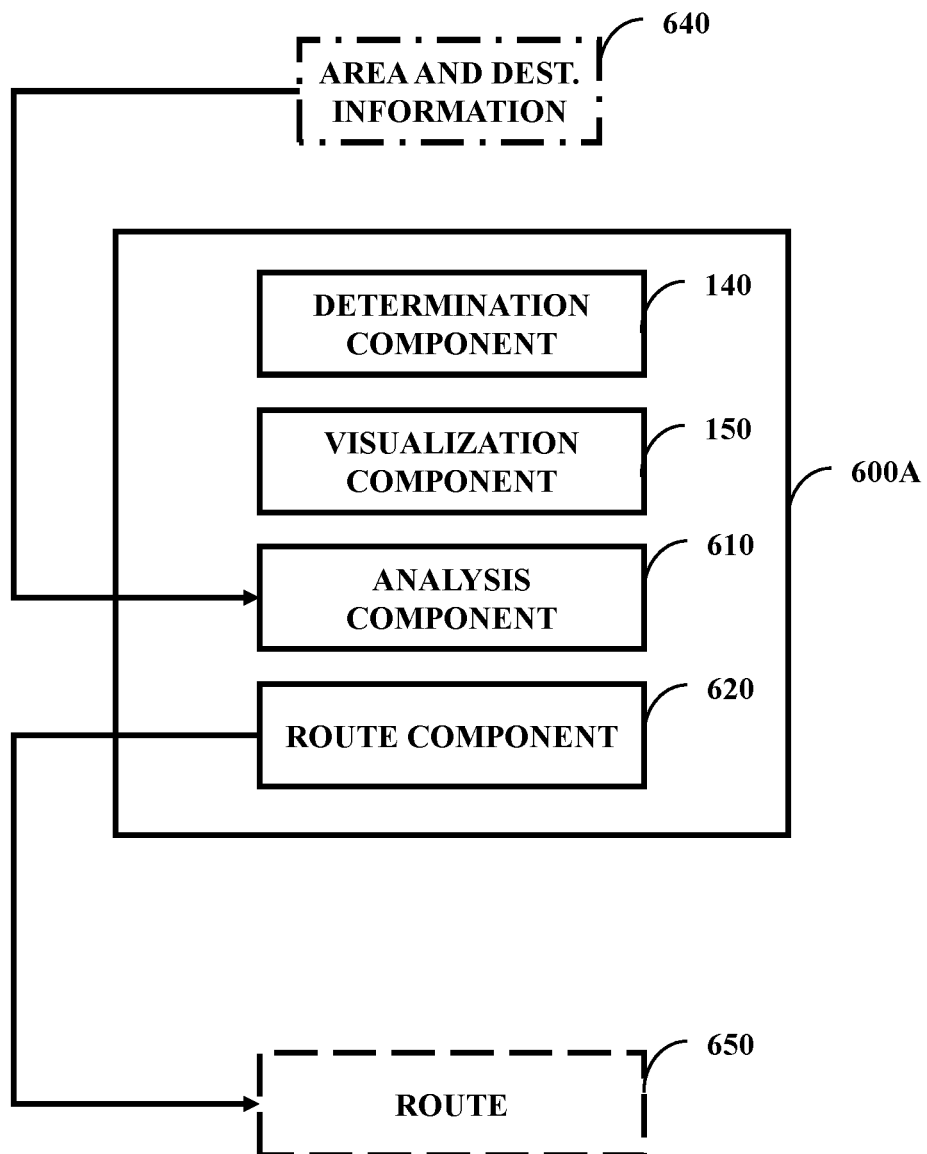 640
AREA AND DEST.
INFORMATION
DETERMINATION
COMPONENT
140
VISUALIZATION
COMPONENT
150
600A
ANALYSIS
COMPONENT
610
ROUTE COMPONENT
620
ROUTE
650